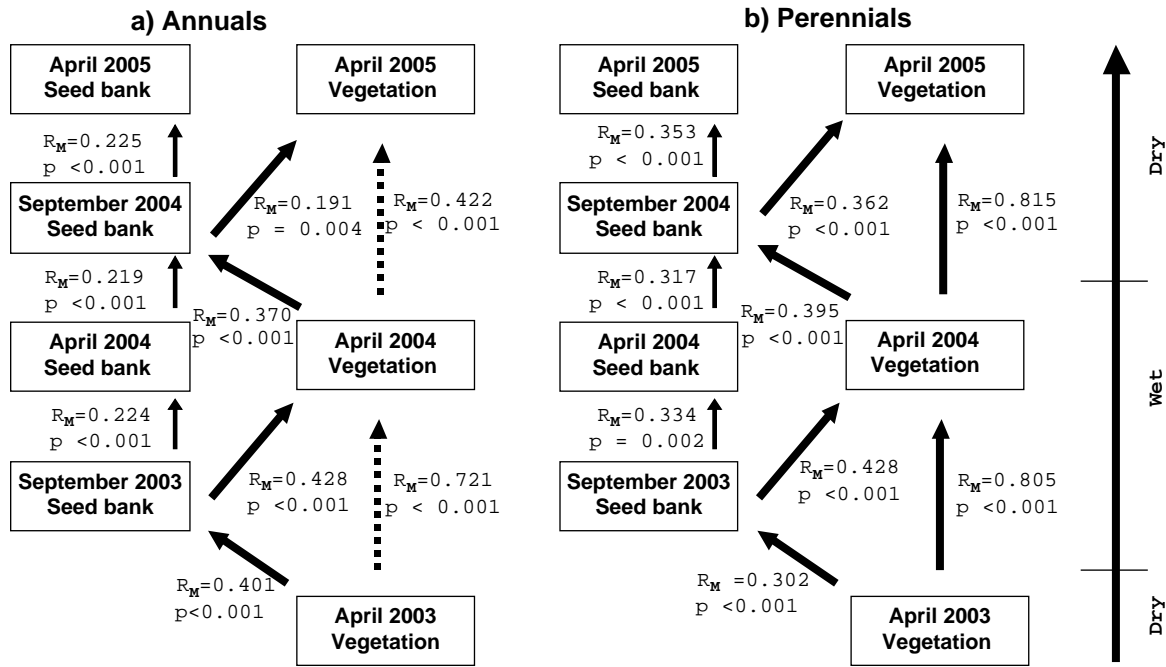 a) Annuals
April 2005
Seed bank
April 2005
Vegetation
RM=0.225
p <0.001
September 2004
Seed bank
RM=0.191
p = 0.004
RM=0.422
p < 0.001
RM=0.219
p <0.001
RM=0.370
p <0.001
April 2004
Seed bank
April 2004
Vegetation
RM=0.224
p <0.001
September 2003
Seed bank
RM=0.428
p <0.001
RM=0.721
p < 0.001
RM=0.401
p<0.001
April 2003
Vegetation
b) Perennials
April 2005
Seed bank
April 2005
Vegetation
RM=0.353
p < 0.001
September 2004
Seed bank
RM=0.362
p <0.001
RM=0.815
p <0.001
RM=0.317
p < 0.001
RM=0.395
p <0.001
April 2004
Seed bank
April 2004
Vegetation
RM=0.334
p = 0.002
September 2003
Seed bank
RM=0.428
p <0.001
RM=0.805
p <0.001
RM =0.302
p <0.001
April 2003
Vegetation
Dry
Wet
Dry